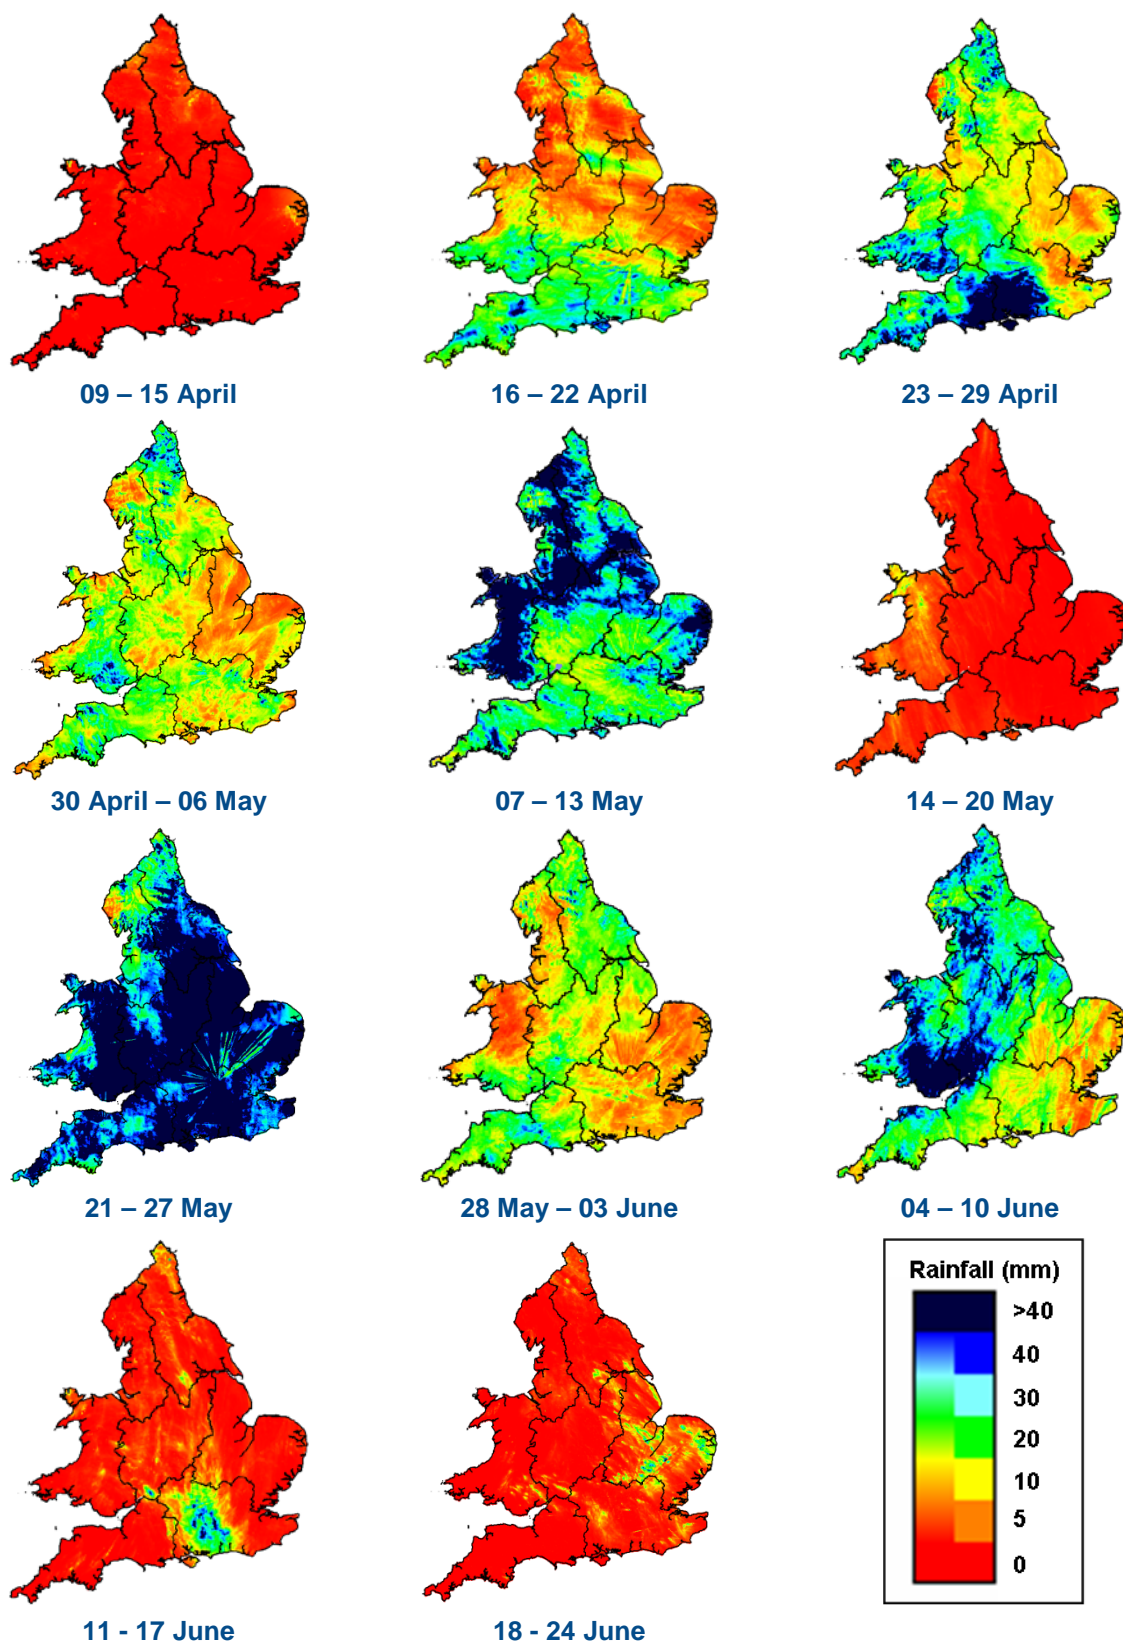 09 – 15 April
16 – 22 April
23 – 29 April
30 April – 06 May
07 – 13 May
14 – 20 May
21 – 27 May
28 May – 03 June
04 – 10 June
Rainfall (mm)
>40
40
30
20
10
5
0
11 - 17 June
18 - 24 June